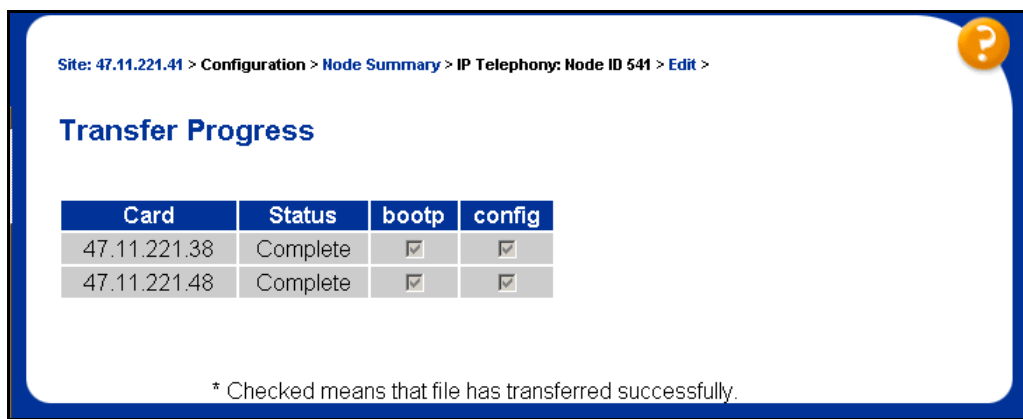 Site: 47.11.221.41 > Configuration > Node Summary > IP Telephony: Node ID 541 > Edit >
?
Transfer Progress
Card Status bootp config
47.11.221.38 Complete
47.11.221.48 Complete
* Checked means that file has transferred successfully.